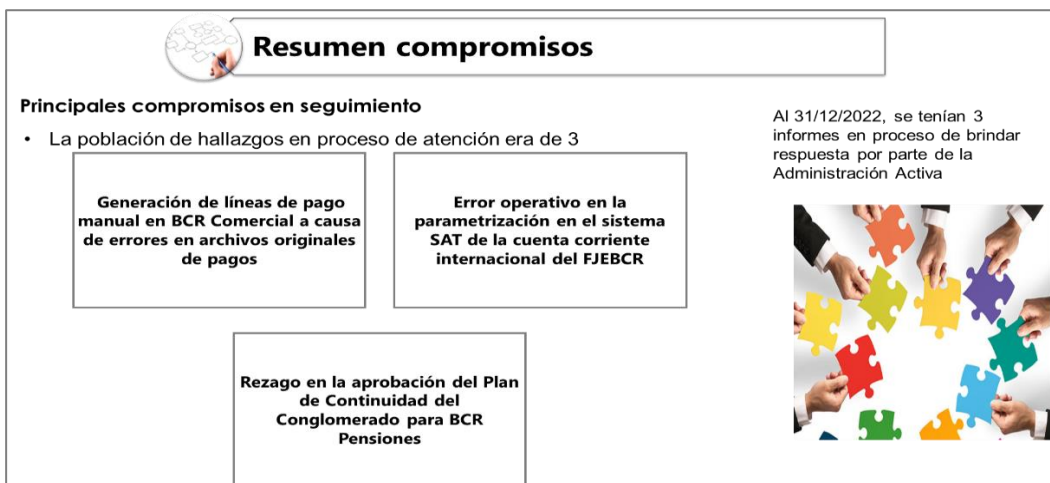 Resumen compromisos
Principales compromisos en seguimiento
• La población de hallazgos en proceso de atención era de 3
Generación de líneas de pago
manual en BCR Comercial a causa
de errores en archivos originales
de pagos
Error operativo en la
parametrización en el sistema
SAT de la cuenta corriente
internacional del FJEBCR
Rezago en la aprobación del Plan
de Continuidad del
Conglomerado para BCR
Pensiones
Al 31/12/2022, se tenían 3
informes en proceso de brindar
respuesta por parte de la
Administración Activa